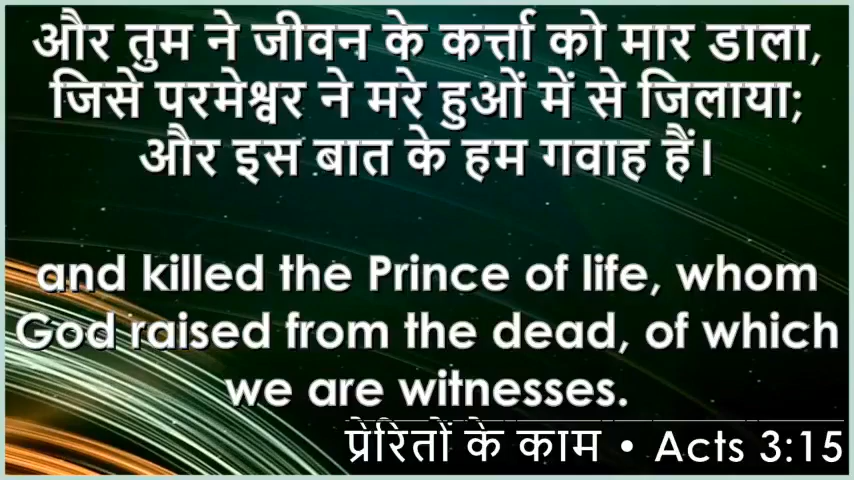 और तुम ने जीवन के कर्त्ता को मार डाला,
जिसे परमेश्वर ने मरे हुओं में से जिलाया;
और इस बात के हम गवाह हैं।
and killed the Prince of life, whom
God raised from the dead, of which
we are witnesses.
प्रेरितों के काम • Acts 3:15